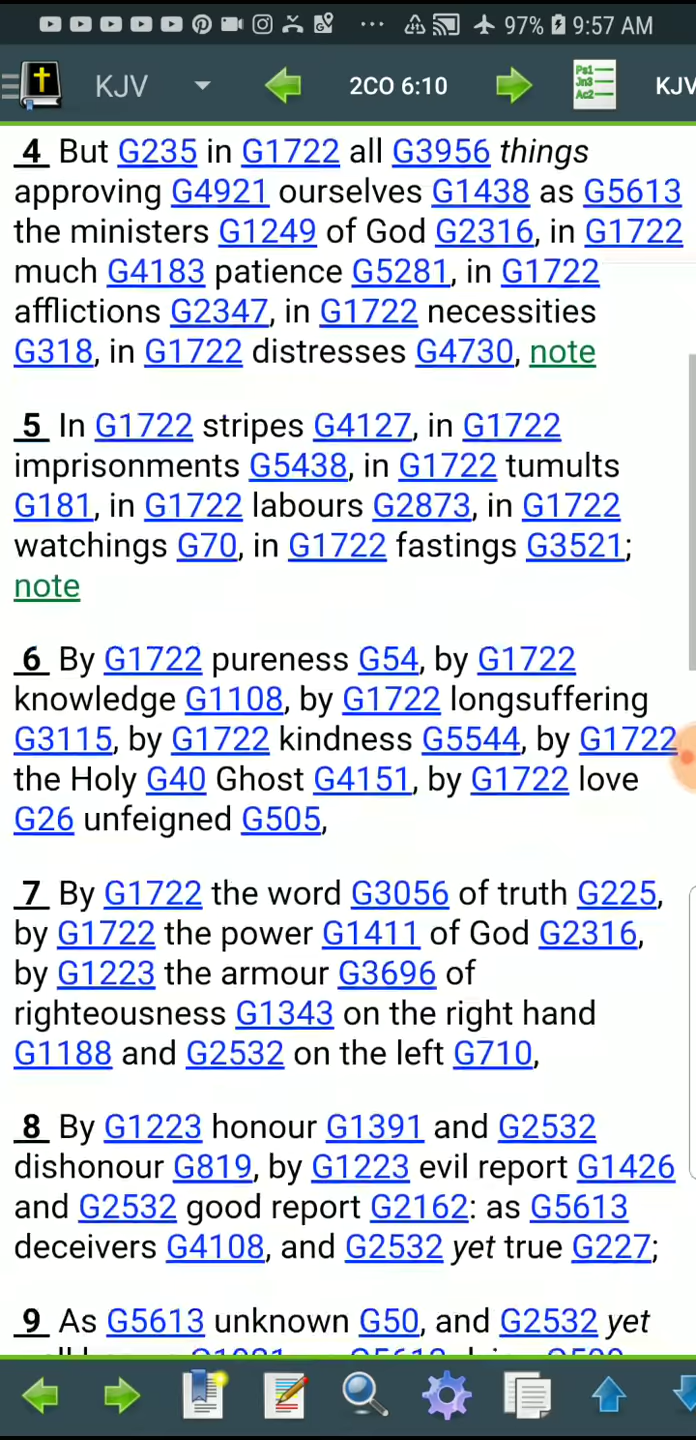 97% 9:57 AM
KJV 2CO 6:10 Ps1 Jn3 Ac2 KJV
4 But G235 in G1722 all G3956 things
approving G4921 ourselves G1438 as G5613
the ministers G1249 of God G2316, in G1722
much G4183 patience G5281, in G1722
afflictions G2347, in G1722 necessities
G318, in G1722 distresses G4730, note
5 In G1722 stripes G4127, in G1722
imprisonments G5438, in G1722 tumults
G181, in G1722 labours G2873, in G1722
watchings G70, in G1722 fastings G3521;
note
6 By G1722 pureness G54, by G1722
knowledge G1108, by G1722 longsuffering
G3115, by G1722 kindness G5544, by G1722
the Holy G40 Ghost G4151, by G1722 love
G26 unfeigned G505,
7 By G1722 the word G3056 of truth G225,
by G1722 the power G1411 of God G2316,
by G1223 the armour G3696 of
righteousness G1343 on the right hand
G1188 and G2532 on the left G710,
8 By G1223 honour G1391 and G2532
dishonour G819, by G1223 evil report G1426
and G2532 good report G2162: as G5613
deceivers G4108, and G2532 yet true G227;
9 As G5613 unknown G50, and G2532 yet